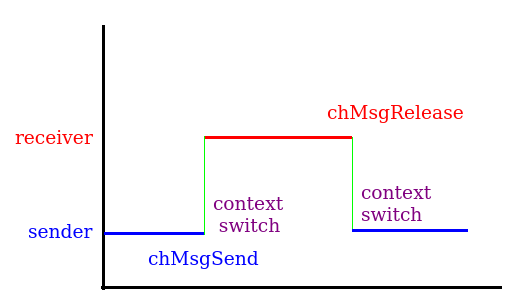 chMsgRelease
receiver
context
switch
context
switch
sender
chMsgSend